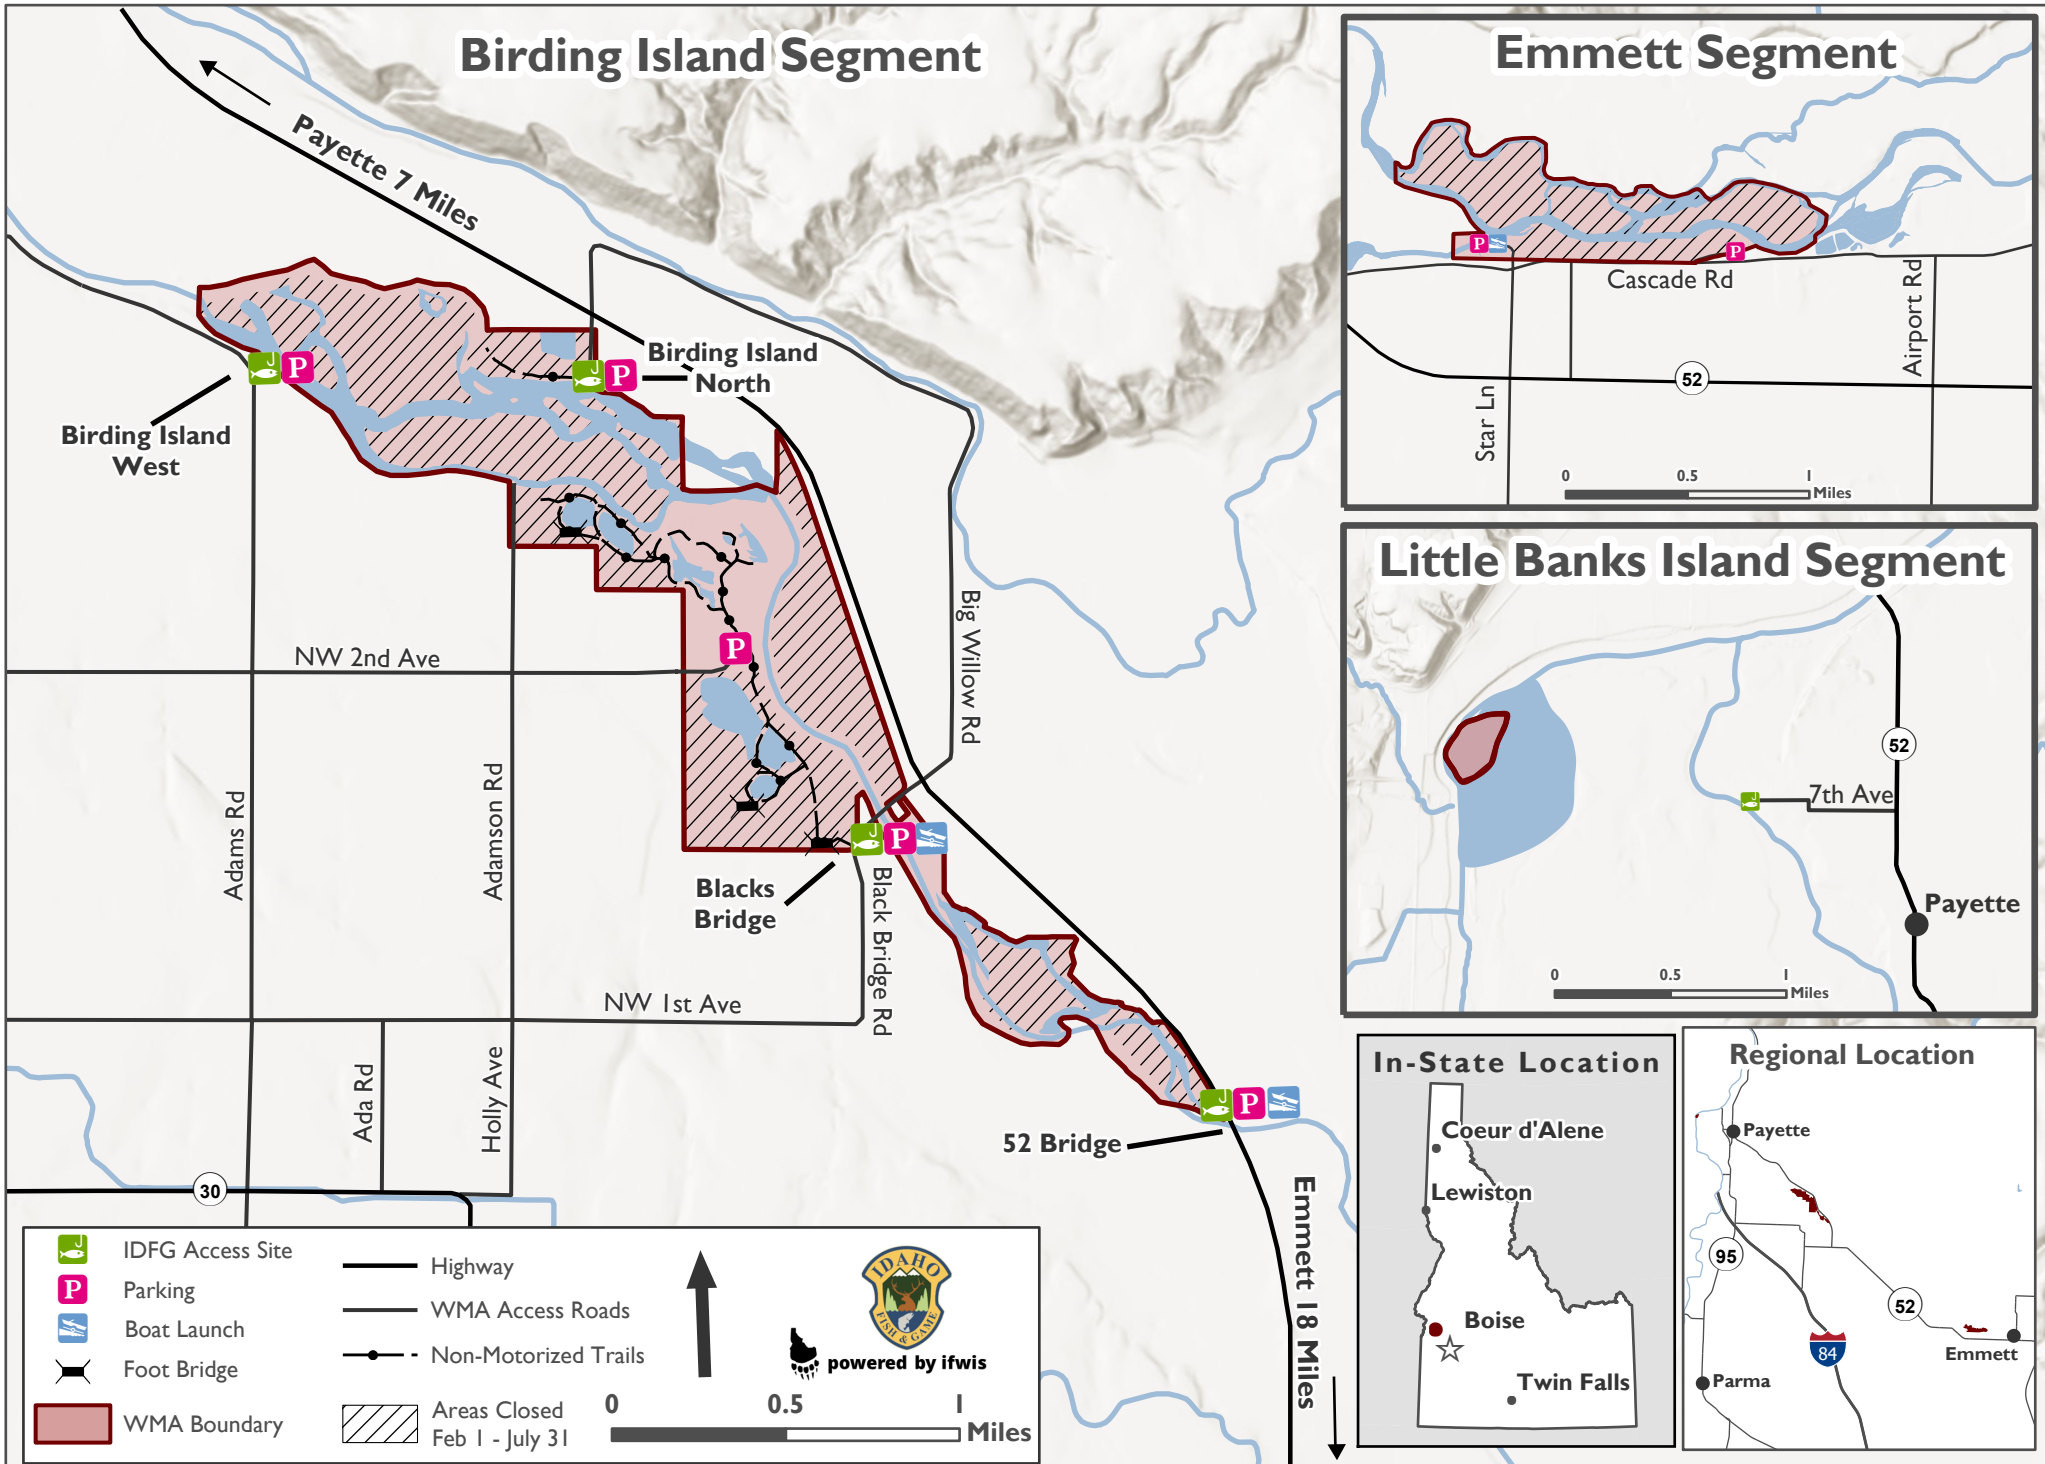 Birding Island Segment
Payette 7 Miles
Birding Island
North
Birding Island
West
NW 2nd Ave
Big Willow Rd
Adams Rd
Adamson Rd
Blacks
Bridge
Black Bridge Rd
NW 1st Ave
Ada Rd
Holly Ave
52 Bridge
30
Emmett 18 Miles
P
P
P
P
P
Emmett Segment
P
P
Cascade Rd
Airport Rd
Star Ln
52
0 0.5 1
Miles
Little Banks Island Segment
52
7th Ave
Payette
0 0.5 1
Miles
In-State Location
Coeur d'Alene
Lewiston
Boise
Twin Falls
Regional Location
Payette
95
52
84
Emmett
Parma
IDFG Access Site
P Parking
Boat Launch
Foot Bridge
WMA Boundary
Highway
WMA Access Roads
Non-Motorized Trails
Areas Closed
Feb 1 - July 31
IDAHO
FISH & GAME
powered by ifwis
0 0.5 1
Miles